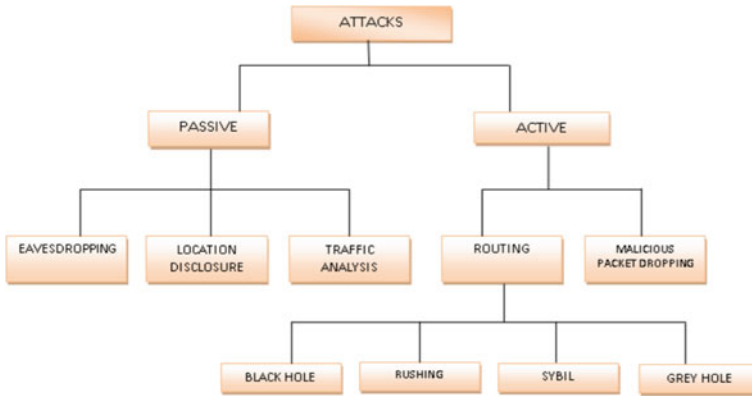 ATTACKS
PASSIVE
ACTIVE
EAVESDROPPING
LOCATION
DISCLOSURE
TRAFFIC
ANALYSIS
ROUTING
MALICIOUS
PACKET DROPPING
BLACK HOLE
RUSHING
SYBIL
GREY HOLE